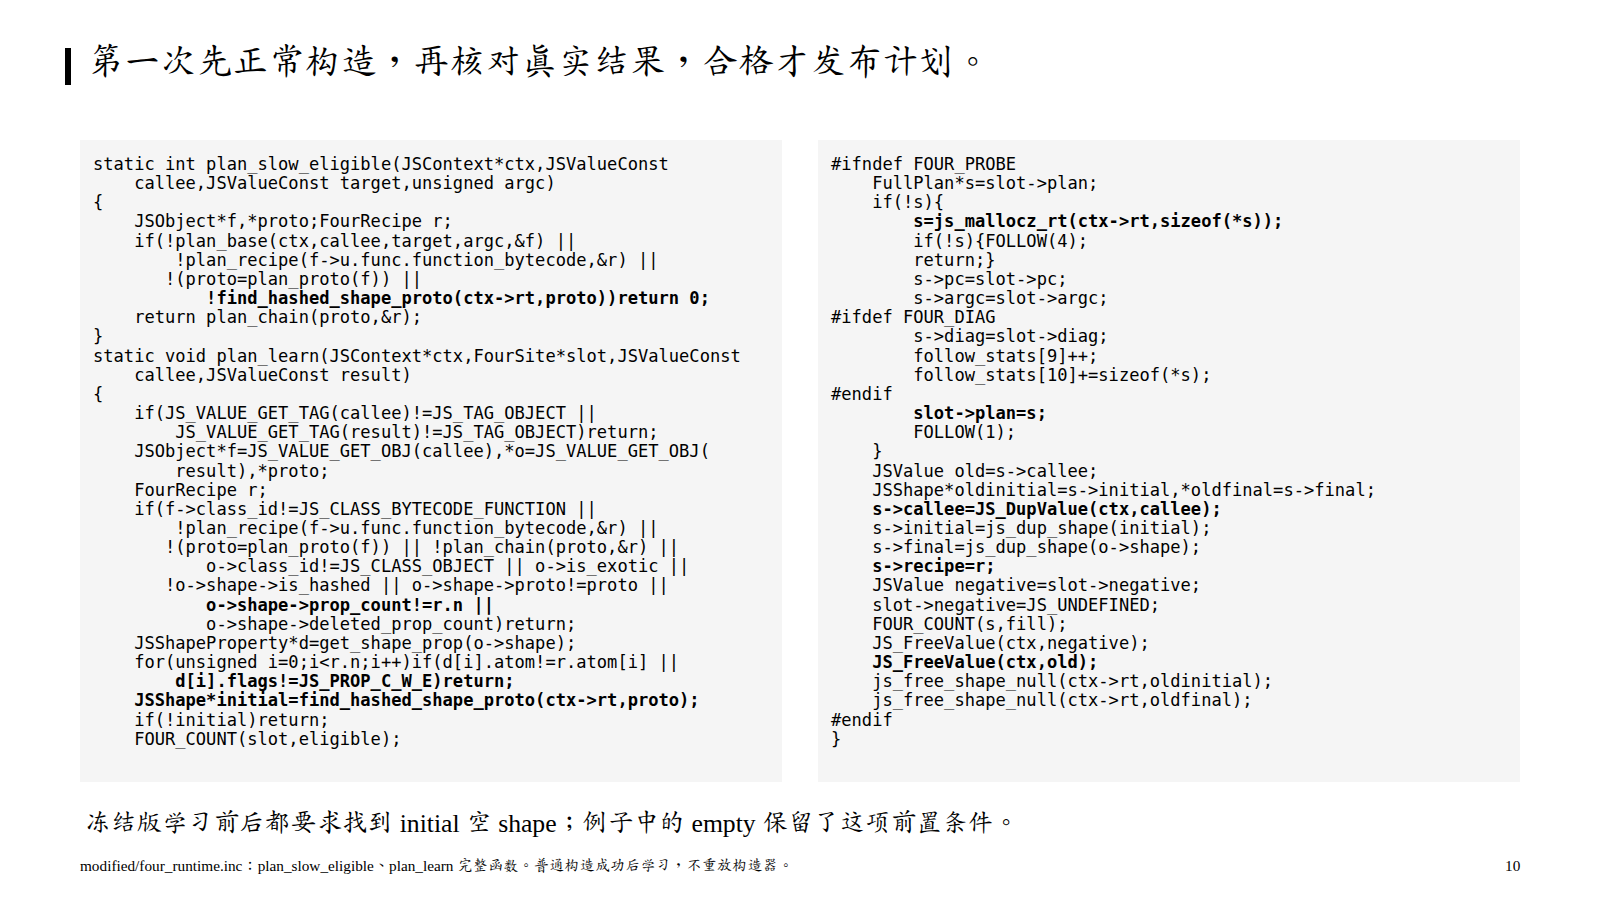 第一次先正常构造，再核对真实结果，合格才发布计划。
static int plan_slow_eligible(JSContext*ctx,JSValueConst
    callee,JSValueConst target,unsigned argc)
{
    JSObject*f,*proto;FourRecipe r;
    if(!plan_base(ctx,callee,target,argc,&f) ||
        !plan_recipe(f->u.func.function_bytecode,&r) ||
       !(proto=plan_proto(f)) ||
           !find_hashed_shape_proto(ctx->rt,proto))return 0;
    return plan_chain(proto,&r);
}
static void plan_learn(JSContext*ctx,FourSite*slot,JSValueConst
    callee,JSValueConst result)
{
    if(JS_VALUE_GET_TAG(callee)!=JS_TAG_OBJECT ||
        JS_VALUE_GET_TAG(result)!=JS_TAG_OBJECT)return;
    JSObject*f=JS_VALUE_GET_OBJ(callee),*o=JS_VALUE_GET_OBJ(
        result),*proto;
    FourRecipe r;
    if(f->class_id!=JS_CLASS_BYTECODE_FUNCTION ||
        !plan_recipe(f->u.func.function_bytecode,&r) ||
       !(proto=plan_proto(f)) || !plan_chain(proto,&r) ||
           o->class_id!=JS_CLASS_OBJECT || o->is_exotic ||
       !o->shape->is_hashed || o->shape->proto!=proto ||
           o->shape->prop_count!=r.n ||
           o->shape->deleted_prop_count)return;
    JSShapeProperty*d=get_shape_prop(o->shape);
    for(unsigned i=0;i<r.n;i++)if(d[i].atom!=r.atom[i] ||
        d[i].flags!=JS_PROP_C_W_E)return;
    JSShape*initial=find_hashed_shape_proto(ctx->rt,proto);
    if(!initial)return;
    FOUR_COUNT(slot,eligible);
#ifndef FOUR_PROBE
    FullPlan*s=slot->plan;
    if(!s){
        s=js_mallocz_rt(ctx->rt,sizeof(*s));
        if(!s){FOLLOW(4);
        return;}
        s->pc=slot->pc;
        s->argc=slot->argc;
#ifdef FOUR_DIAG
        s->diag=slot->diag;
        follow_stats[9]++;
        follow_stats[10]+=sizeof(*s);
#endif
        slot->plan=s;
        FOLLOW(1);
    }
    JSValue old=s->callee;
    JSShape*oldinitial=s->initial,*oldfinal=s->final;
    s->callee=JS_DupValue(ctx,callee);
    s->initial=js_dup_shape(initial);
    s->final=js_dup_shape(o->shape);
    s->recipe=r;
    JSValue negative=slot->negative;
    slot->negative=JS_UNDEFINED;
    FOUR_COUNT(s,fill);
    JS_FreeValue(ctx,negative);
    JS_FreeValue(ctx,old);
    js_free_shape_null(ctx->rt,oldinitial);
    js_free_shape_null(ctx->rt,oldfinal);
#endif
}
冻结版学习前后都要求找到 initial 空 shape；例子中的 empty 保留了这项前置条件。
modified/four_runtime.inc：plan_slow_eligible、plan_learn 完整函数。普通构造成功后学习，不重放构造器。
10